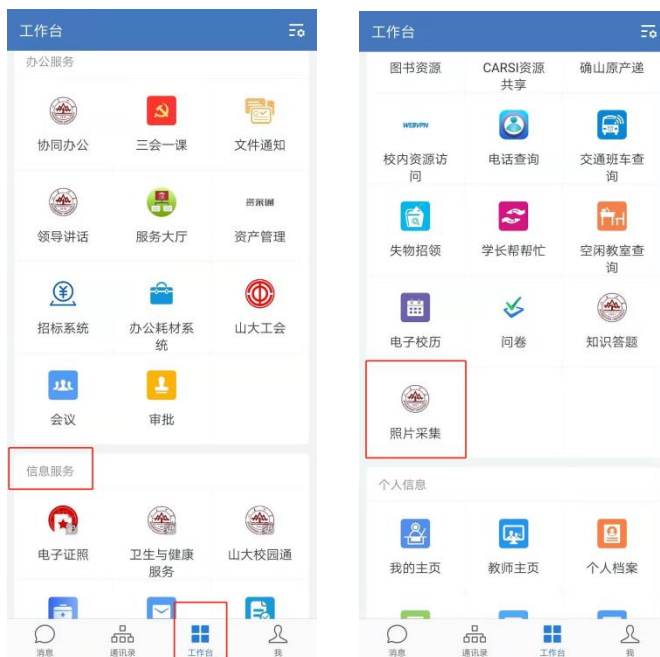 工作台
办公服务
协同办公
三会一课
文件通知
领导讲话
服务大厅
资产管理
招标系统
办公耗材系
统
山大工会
会议
审批
信息服务
电子证照
卫生与健康
服务
山大校园通
消息
通讯录
工作台
我
工作台
图书资源
CARSI资源
共享
确山原产递
WEBVPN
校内资源访
问
电话查询
交通班车查
询
失物招领
学长帮帮忙
空闲教室查
询
电子校历
问卷
知识答题
照片采集
个人信息
我的主页
教师主页
个人档案
消息
通讯录
工作台
我